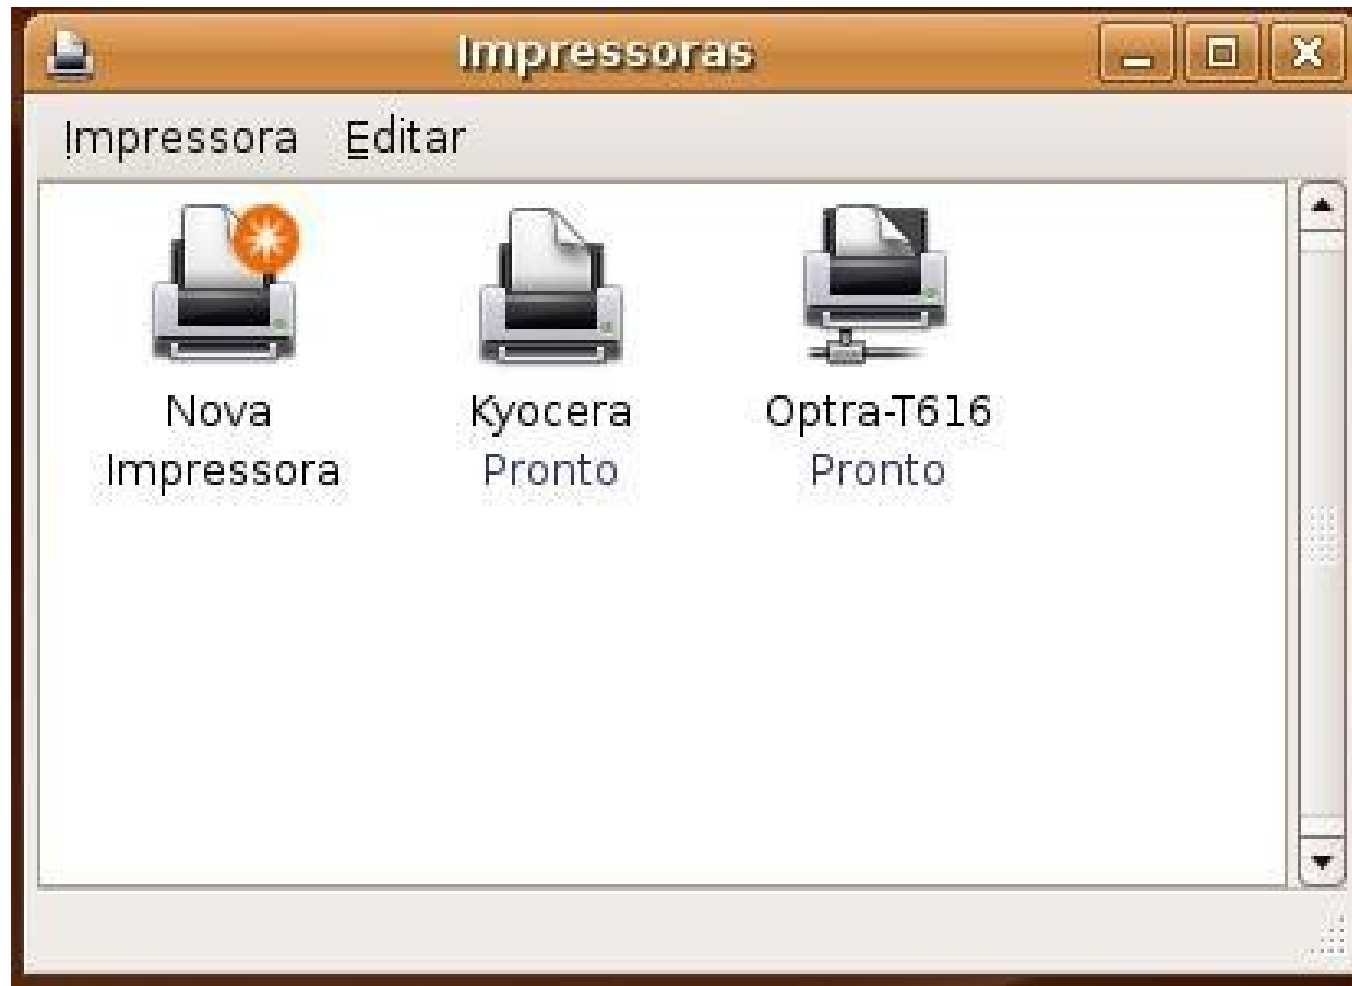 Impressoras
Impressora Editar
Nova
Impressora
Kyocera
Pronto
Optra-T616
Pronto